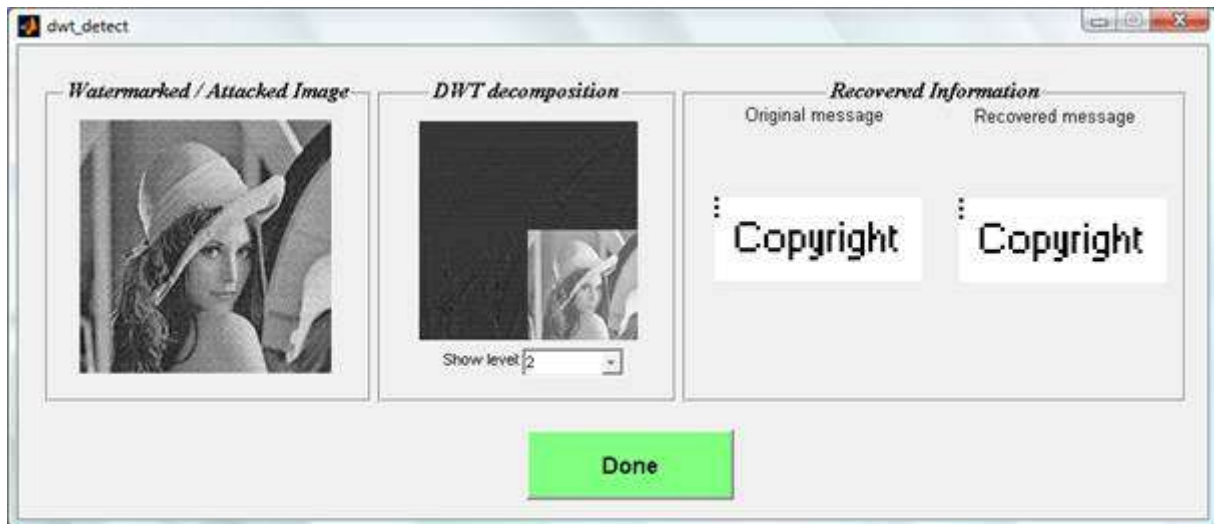 dwt_detect
Watermarked / Attacked Image
DWT decomposition
Recovered Information
Original message
Recovered message
Copyright
Copyright
Show level 2
Done